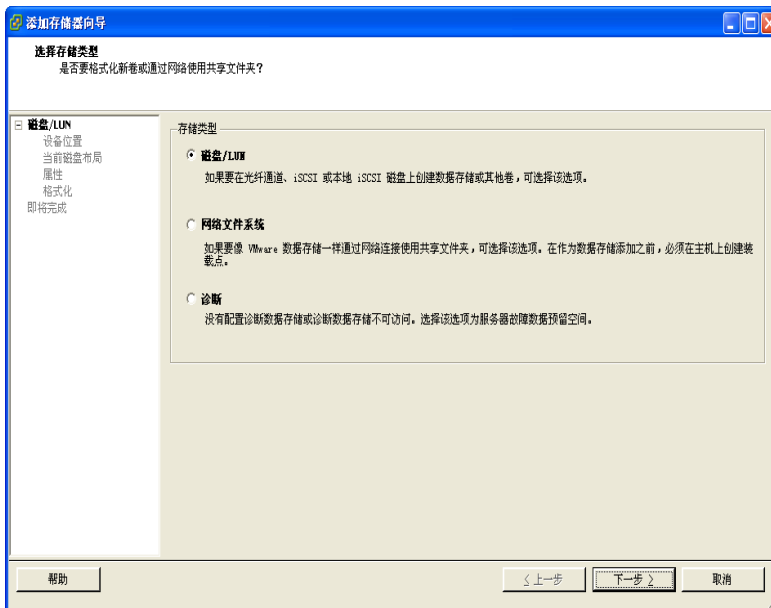 添加存储器向导
选择存储类型
是否要格式化新卷或通过网络使用共享文件夹？
磁盘/LUN
设备位置
当前磁盘布局
属性
格式化
即将完成
存储类型
磁盘/LUN
如果要在光纤通道、iSCSI 或本地 iSCSI 磁盘上创建数据存储或其他卷，可选择该选项。
网络文件系统
如果要像 VMware 数据存储一样通过网络连接使用共享文件夹，可选择该选项。在作为数据存储添加之前，必须在主机上创建装
载点。
诊断
没有配置诊断数据存储或诊断数据存储不可访问。选择该选项为服务器故障数据预留空间。
帮助
≤上一步
下一步 ≥
取消